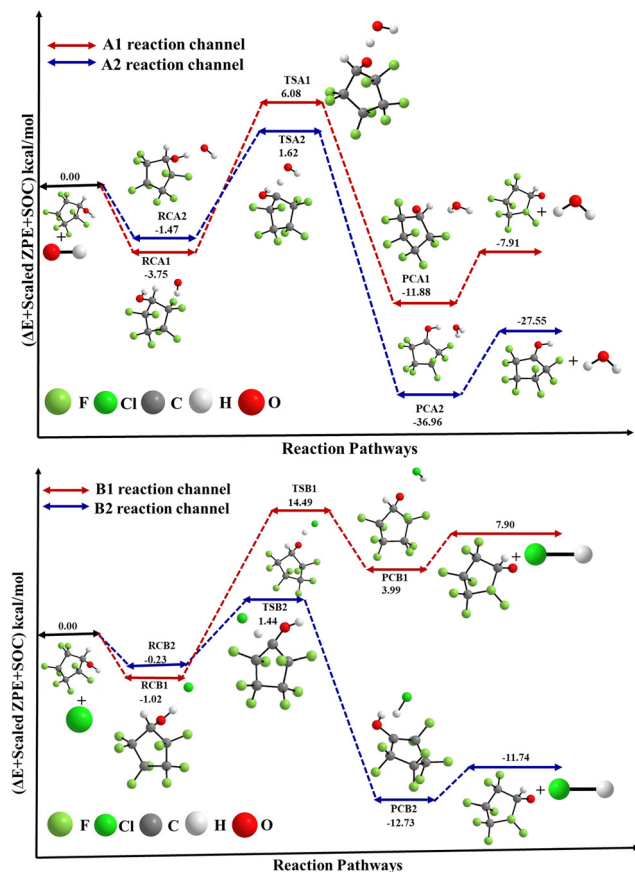 A1 reaction channel
A2 reaction channel
(ΔE+Scaled ZPE+SOC) kcal/mol
0.00
+
RCA2
-1.47
RCA1
-3.75
TSA1
6.08
TSA2
1.62
PCA1
-11.88
-7.91
+
PCA2
-36.96
-27.55
+
F Cl C H O
Reaction Pathways
B1 reaction channel
B2 reaction channel
(ΔE+Scaled ZPE+SOC) kcal/mol
0.00
+
RCB2
-0.23
RCB1
-1.02
TSB1
14.49
TSB2
1.44
PCB1
3.99
7.90
+
PCB2
-12.73
-11.74
+
F Cl C H O
Reaction Pathways